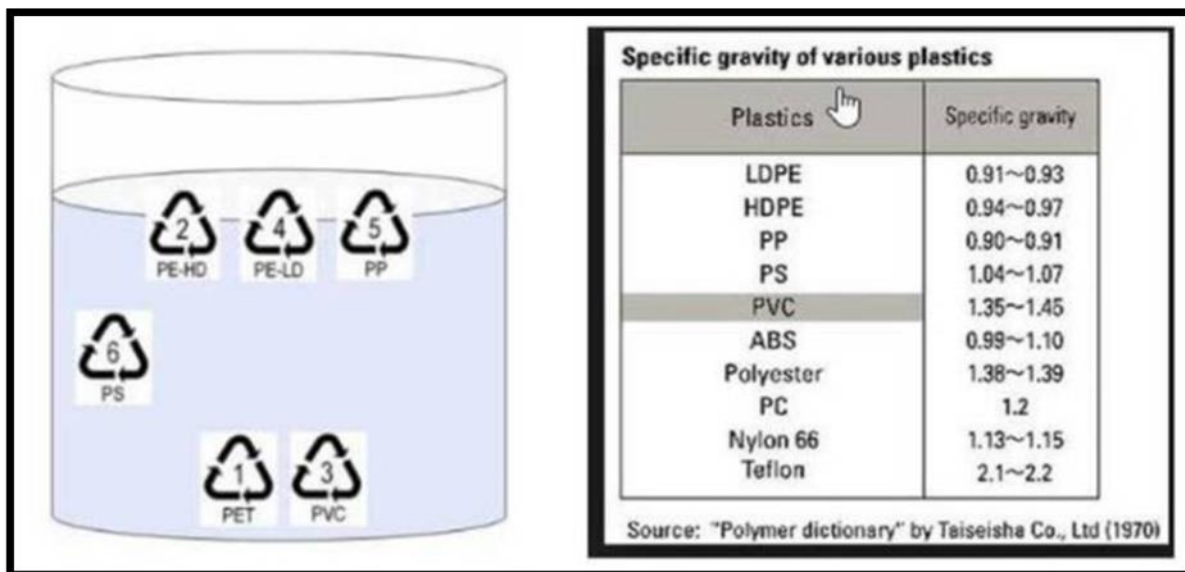 2
PE-HD
4
PE-LD
5
PP
6
PS
1
PET
3
PVC
Specific gravity of various plastics
Plastics Specific gravity
LDPE 0.91~0.93
HDPE 0.94~0.97
PP 0.90~0.91
PS 1.04~1.07
PVC 1.35~1.45
ABS 0.99~1.10
Polyester 1.38~1.39
PC 1.2
Nylon 66 1.13~1.15
Teflon 2.1~2.2
Source: "Polymer dictionary" by Taiseisha Co., Ltd (1970)